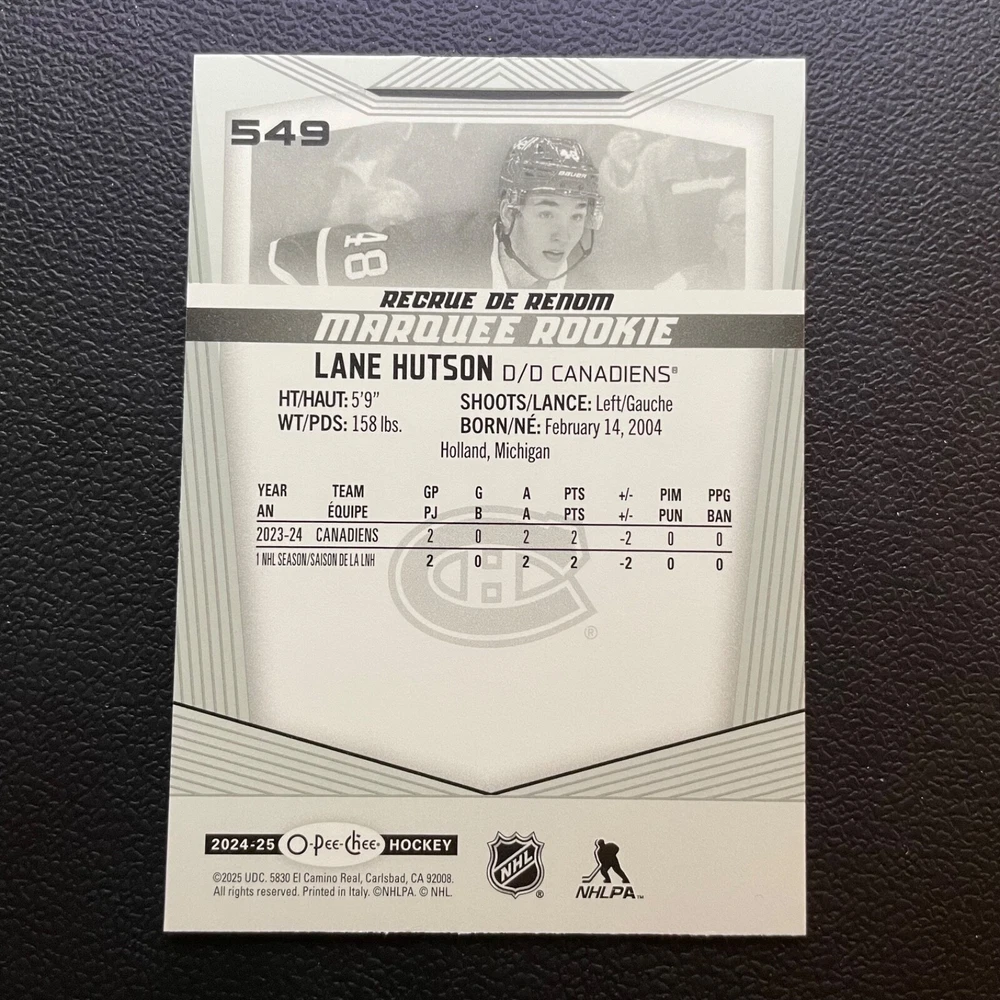 549
BAUER
48
RECRUE DE RENOM
MARQUEE ROOKIE
LANE HUTSON D/D CANADIENS®
HT/HAUT: 5'9" SHOOTS/LANCE: Left/Gauche
WT/PDS: 158 lbs. BORN/NÉ: February 14, 2004
Holland, Michigan
YEAR TEAM GP G A PTS +/- PIM PPG
AN ÉQUIPE PJ B A PTS +/- PUN BAN
2023-24 CANADIENS 2 0 2 2 -2 0 0
1 NHL SEASON/SAISON DE LA LNH 2 0 2 2 -2 0 0
CH ®
2024-25 O-Pee-Chee® HOCKEY
NHL ®
NHLPA™
©2025 UDC. 5830 El Camino Real, Carlsbad, CA 92008.
All rights reserved. Printed in Italy. ©NHLPA. © NHL.